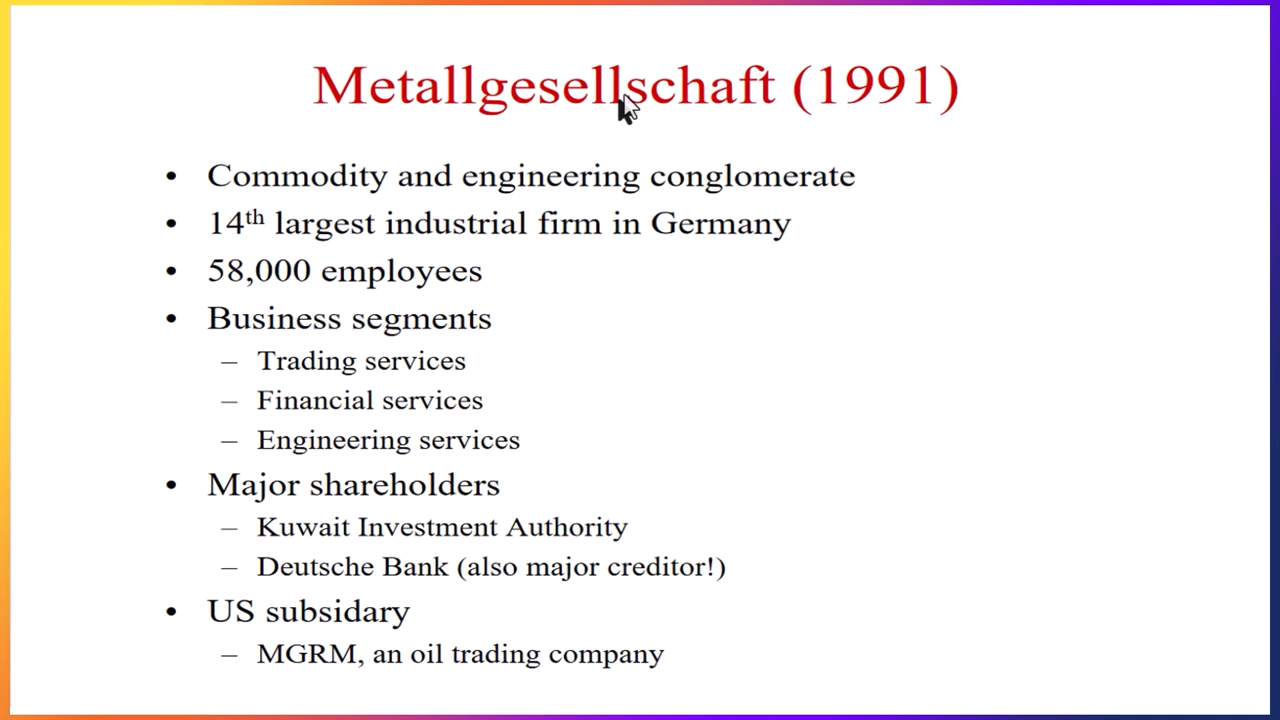 Metallgesellschaft (1991)
• Commodity and engineering conglomerate
• 14th largest industrial firm in Germany
• 58,000 employees
• Business segments
– Trading services
– Financial services
– Engineering services
• Major shareholders
– Kuwait Investment Authority
– Deutsche Bank (also major creditor!)
• US subsidary
– MGRM, an oil trading company